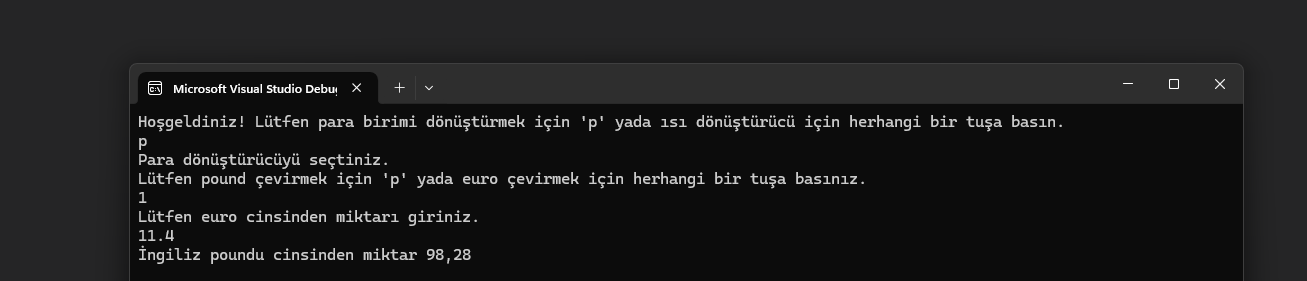 Microsoft Visual Studio Debug
Hoşgeldiniz! Lütfen para birimi dönüştürmek için 'p' yada ısı dönüştürücü için herhangi bir tuşa basın.
p
Para dönüştürücüyü seçtiniz.
Lütfen pound çevirmek için 'p' yada euro çevirmek için herhangi bir tuşa basınız.
1
Lütfen euro cinsinden miktarı giriniz.
11.4
İngiliz poundu cinsinden miktar 98,28